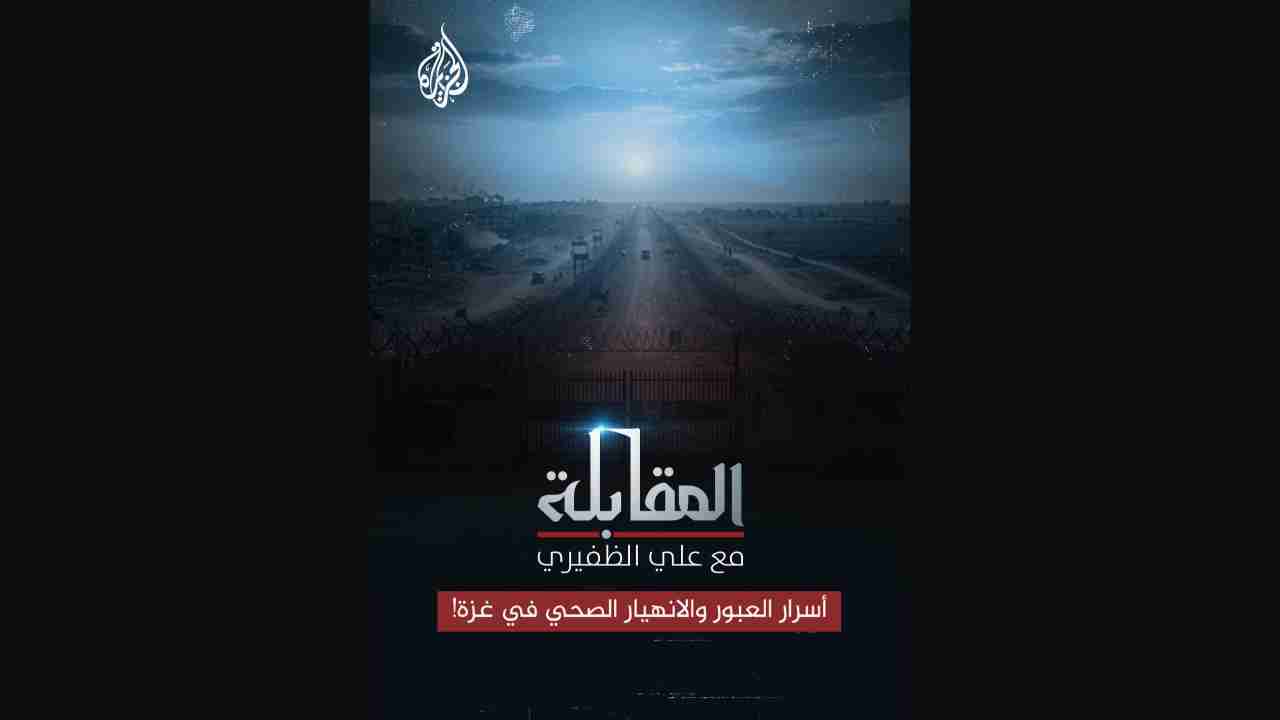 الجزيرة
المقابلة
مع علي الظفيري
أسرار العبور والانهيار الصحي في غزة!